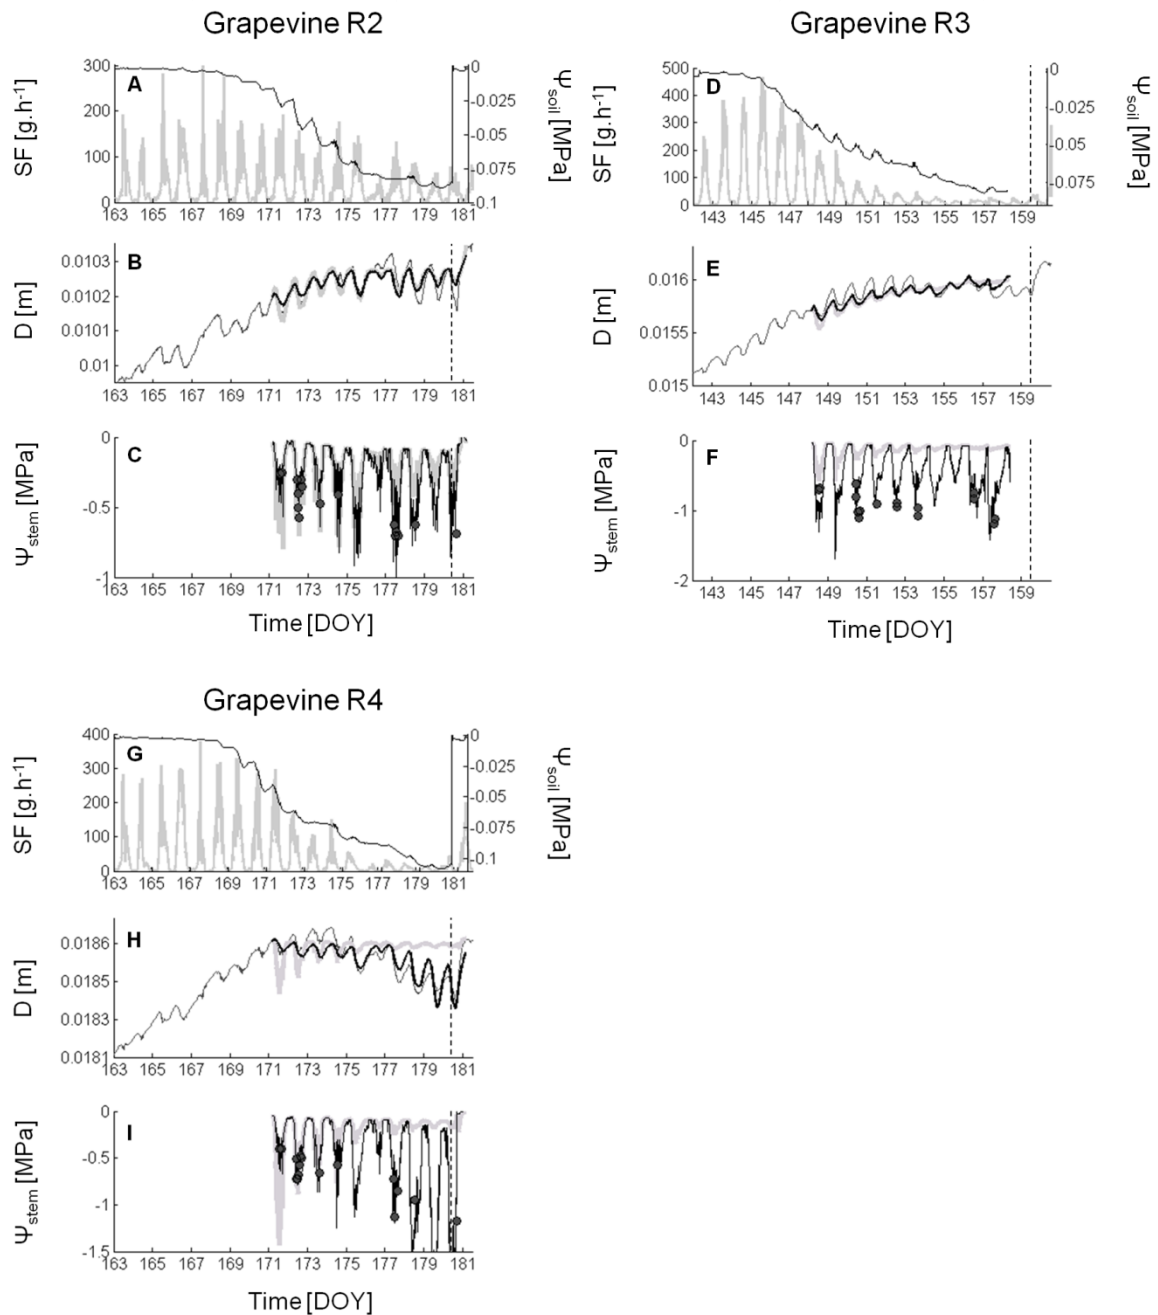 Grapevine R2
A
SF [g.h-1]
300
200
100
0
0
-0.025
-0.05
-0.075
-0.1
Ψsoil [MPa]
163 165 167 169 171 173 175 177 179 181
B
D [m]
0.0103
0.0102
0.0101
0.01
163 165 167 169 171 173 175 177 179 181
C
Ψstem [MPa]
0
-0.5
-1
163 165 167 169 171 173 175 177 179 181
Time [DOY]
Grapevine R3
D
SF [g.h-1]
500
400
300
200
100
0
0
-0.025
-0.05
-0.075
Ψsoil [MPa]
143 145 147 149 151 153 155 157 159
E
D [m]
0.016
0.0155
0.015
143 145 147 149 151 153 155 157 159
F
Ψstem [MPa]
0
-1
-2
143 145 147 149 151 153 155 157 159
Time [DOY]
Grapevine R4
G
SF [g.h-1]
400
300
200
100
0
0
-0.025
-0.05
-0.075
-0.1
Ψsoil [MPa]
163 165 167 169 171 173 175 177 179 181
H
D [m]
0.0186
0.0185
0.0183
0.0181
163 165 167 169 171 173 175 177 179 181
I
Ψstem [MPa]
0
-0.5
-1
-1.5
163 165 167 169 171 173 175 177 179 181
Time [DOY]